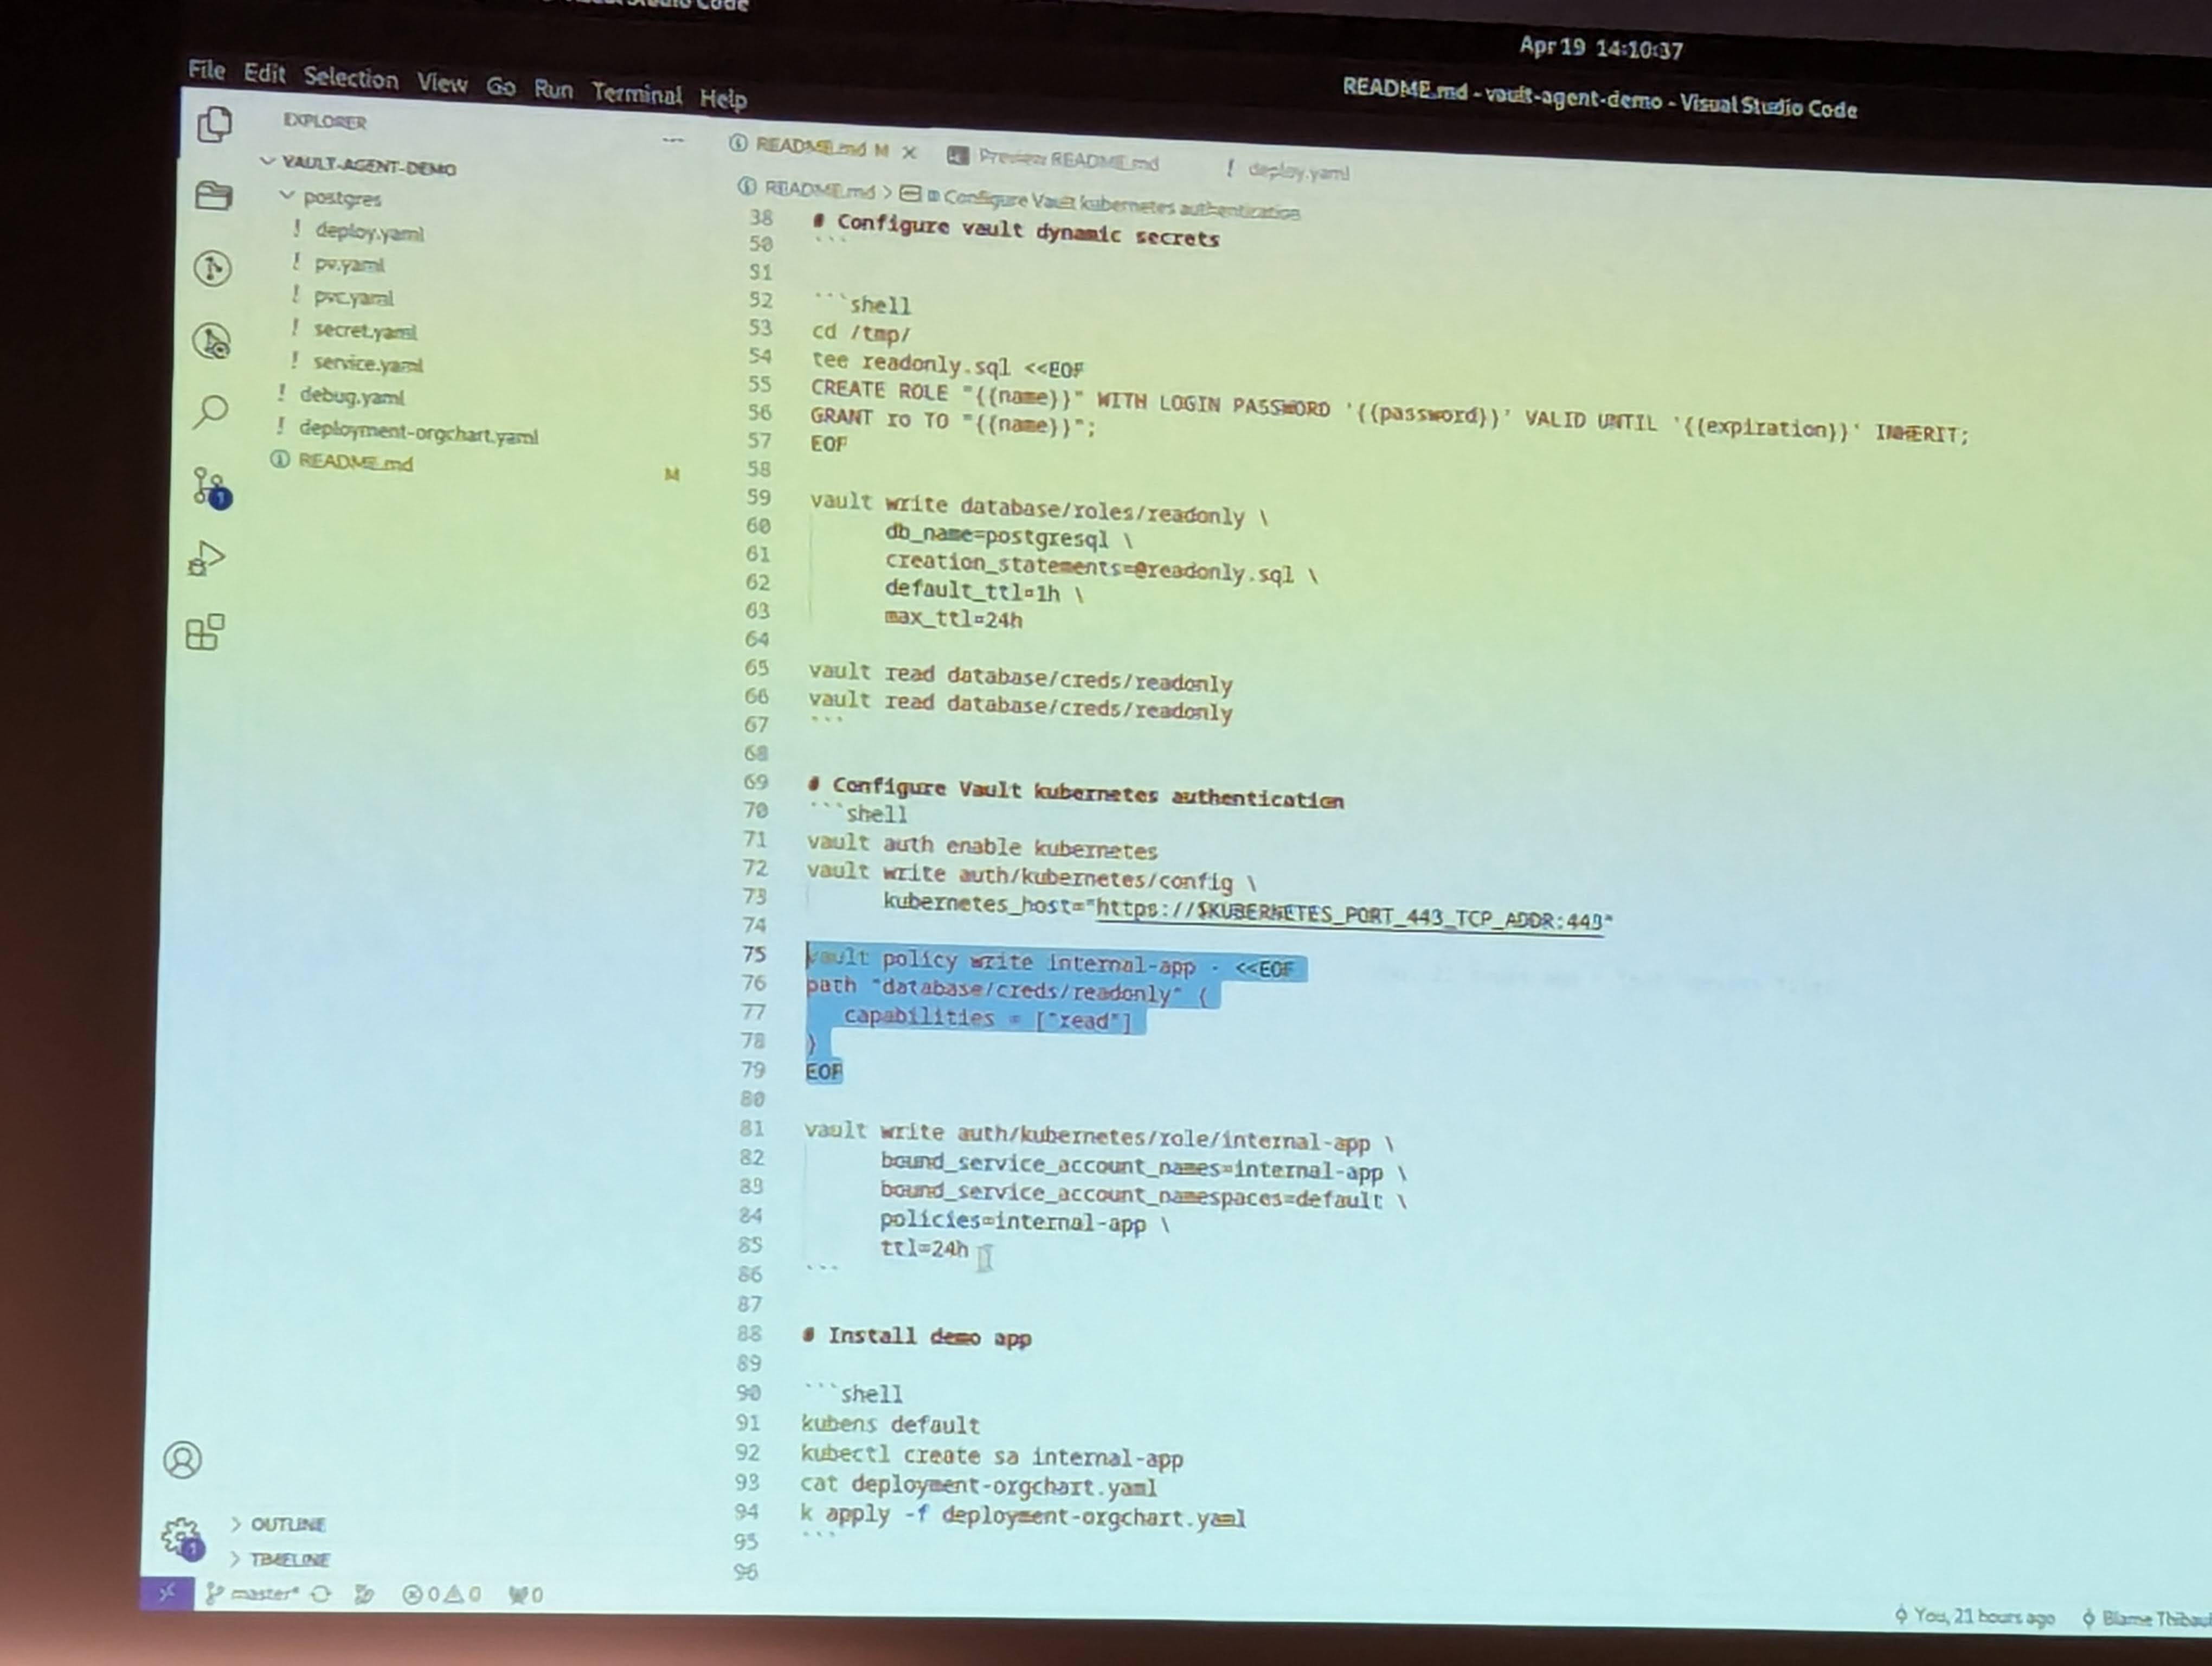 Studio Code
Apr 19 14:10:37
README.md - vault-agent-demo - Visual Studio Code
File Edit Selection View Go Run Terminal Help
EXPLORER
VAULT-AGENT-DEMO
postgres
! deploy.yaml
! pv.yaml
! pvc.yaml
! secret.yaml
! service.yaml
! debug.yaml
! deployment-orgchart.yaml
README.md M
OUTLINE
TIMELINE
README.md M × Preview README.md ! deploy.yaml
README.md > Configure Vault kubernetes authentication
38 # Configure vault dynamic secrets
50 ```
51
52 ```shell
53 cd /tmp/
54 tee readonly.sql <<EOF
55 CREATE ROLE "{{name}}" WITH LOGIN PASSWORD '{{password}}' VALID UNTIL '{{expiration}}' INHERIT;
56 GRANT ro TO "{{name}}";
57 EOF
58
59 vault write database/roles/readonly \
60 db_name=postgresql \
61 creation_statements=@readonly.sql \
62 default_ttl=1h \
63 max_ttl=24h
64
65 vault read database/creds/readonly
66 vault read database/creds/readonly
67 ```
68
69 # Configure Vault kubernetes authentication
70 ```shell
71 vault auth enable kubernetes
72 vault write auth/kubernetes/config \
73 kubernetes_host="https://$KUBERNETES_PORT_443_TCP_ADDR:443"
74
75 vault policy write internal-app - <<EOF
76 path "database/creds/readonly" {
77 capabilities = ["read"]
78 }
79 EOF
80
81 vault write auth/kubernetes/role/internal-app \
82 bound_service_account_names=internal-app \
83 bound_service_account_namespaces=default \
84 policies=internal-app \
85 ttl=24h
86 ```
87
88 # Install demo app
89
90 ```shell
91 kubens default
92 kubectl create sa internal-app
93 cat deployment-orgchart.yaml
94 k apply -f deployment-orgchart.yaml
95 ```
96
master* 0 0 0
You, 21 hours ago Blame